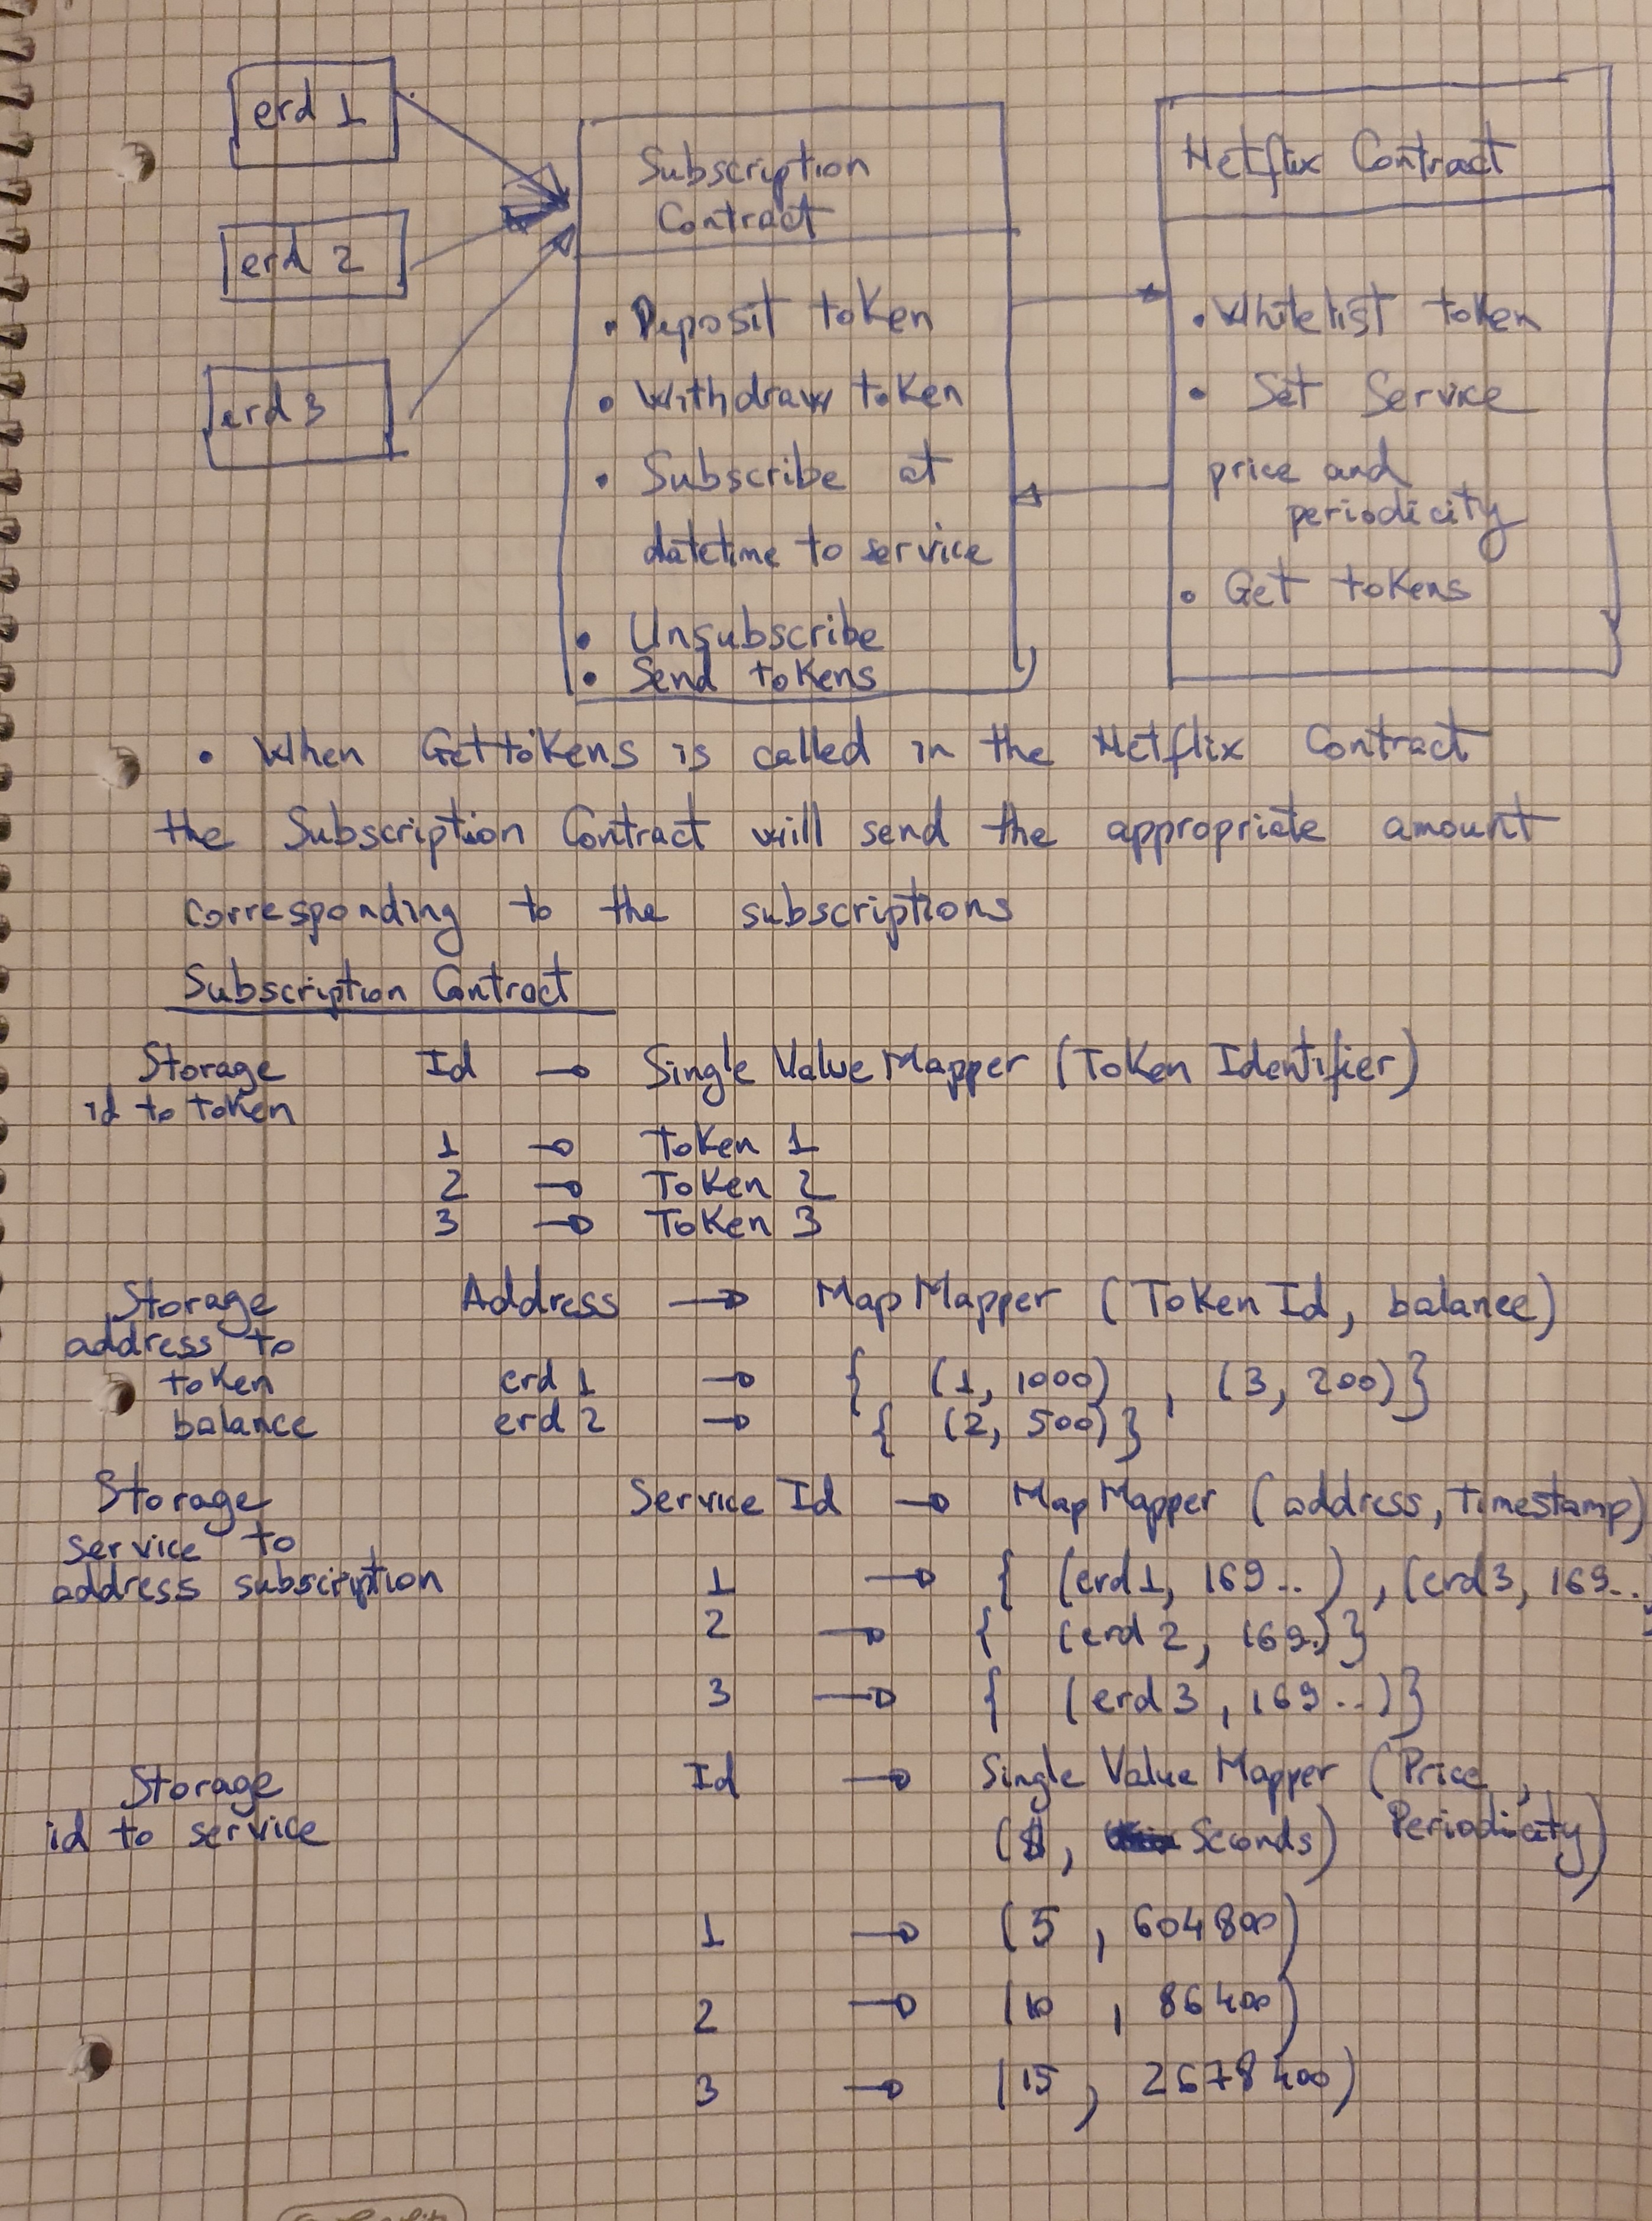 erd 1
erd 2
erd 3
Subscription
Contract
• Deposit token
• Withdraw token
• Subscribe at
datetime to service
• Unsubscribe
• Send tokens
Netflix Contract
• Whitelist token
• Set Service
price and
periodicity
• Get tokens
• When Get tokens is called in the Netflix Contract
the Subscription Contract will send the appropriate amount
corresponding to the subscriptions
Subscription Contract
Storage Id → Single Value Mapper (Token Identifier)
id to token
1 → Token 1
2 → Token 2
3 → Token 3
Storage Address → Map Mapper (Token Id, balance)
address to
token erd 1 → { (1, 1000) , (3, 200)}
balance erd 2 → { (2, 500)}
Storage Service Id → Map Mapper (address, Timestamp)
service to
address subscription 1 → { (erd1, 169..) , (erd3, 169..
2 → { (erd 2, 169.)}
3 → { (erd 3, 169..)}
Storage Id → Single Value Mapper (Price,
id to service ($, Seconds) Periodicity)
1 → (5, 604800)
2 → (10, 86400)
3 → (15, 2678400)